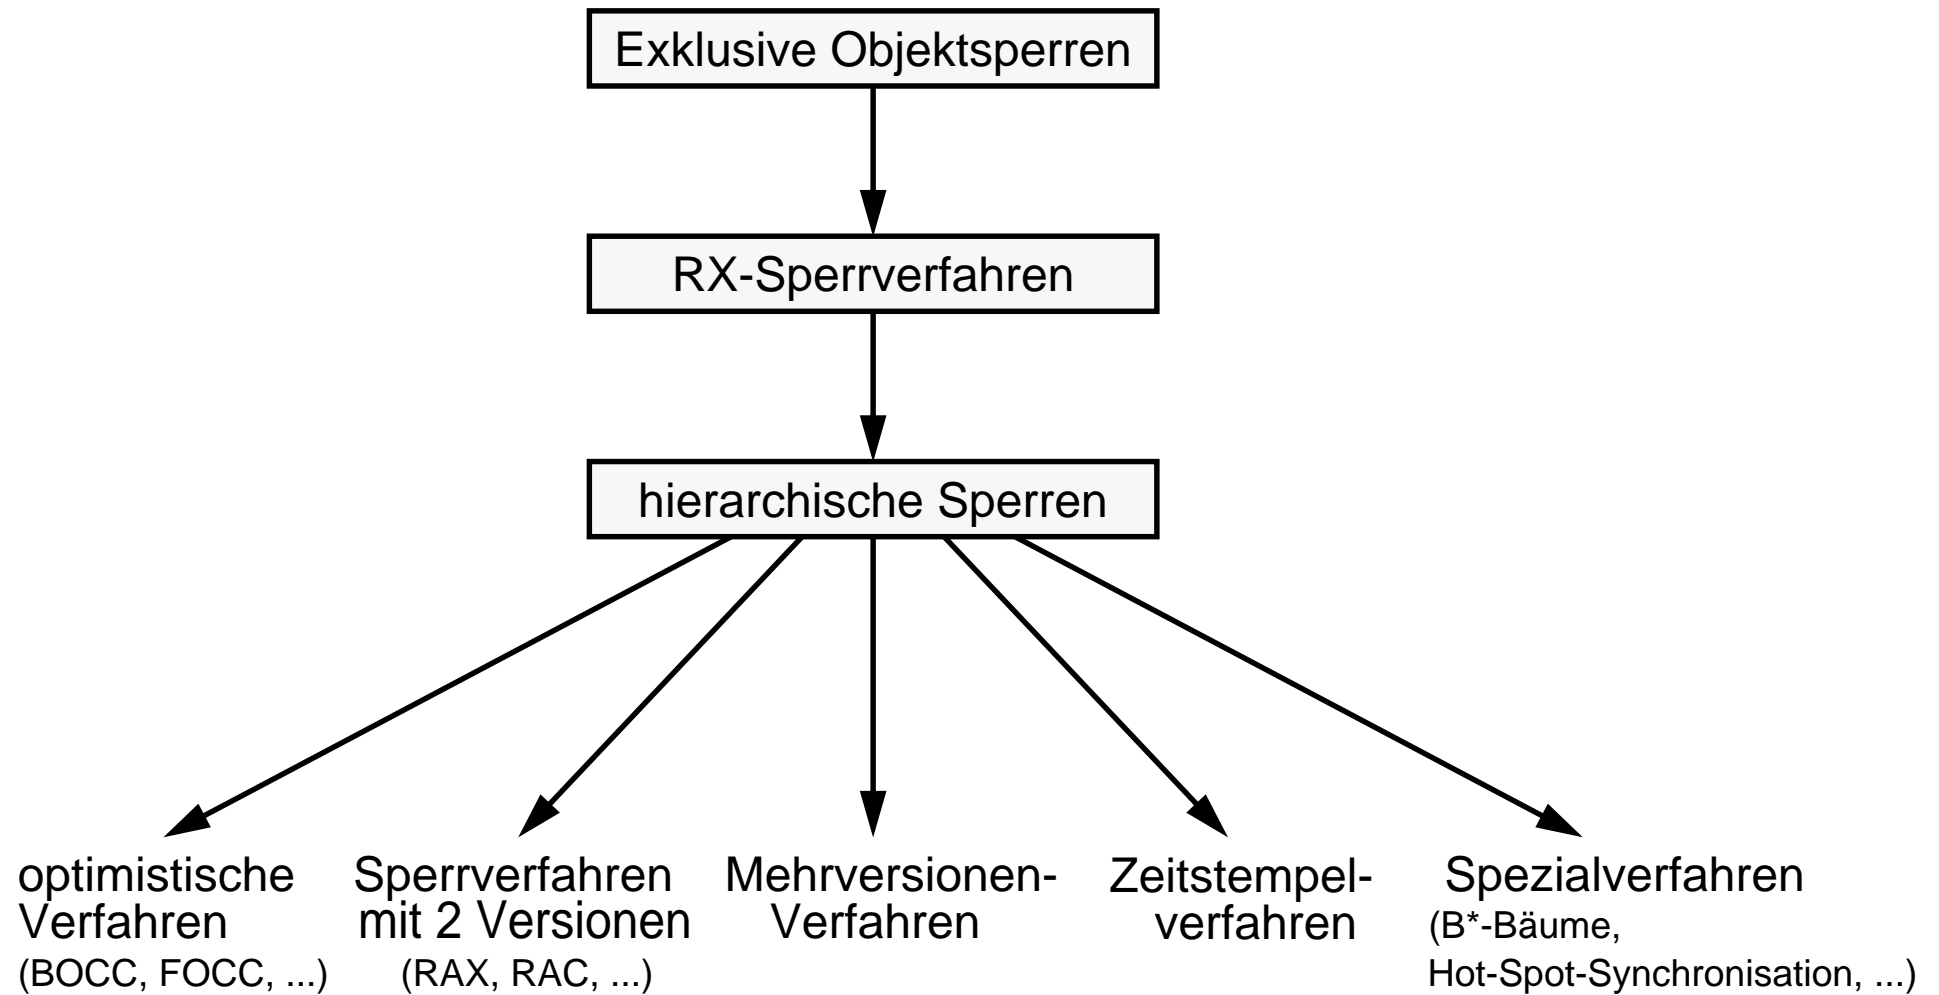 Exklusive Objektsperren
RX-Sperrverfahren
hierarchische Sperren
optimistische
Verfahren
(BOCC, FOCC, ...)
Sperrverfahren
mit 2 Versionen
(RAX, RAC, ...)
Mehrversionen-
Verfahren
Zeitstempel-
verfahren
Spezialverfahren
(B*-Bäume,
Hot-Spot-Synchronisation, ...)